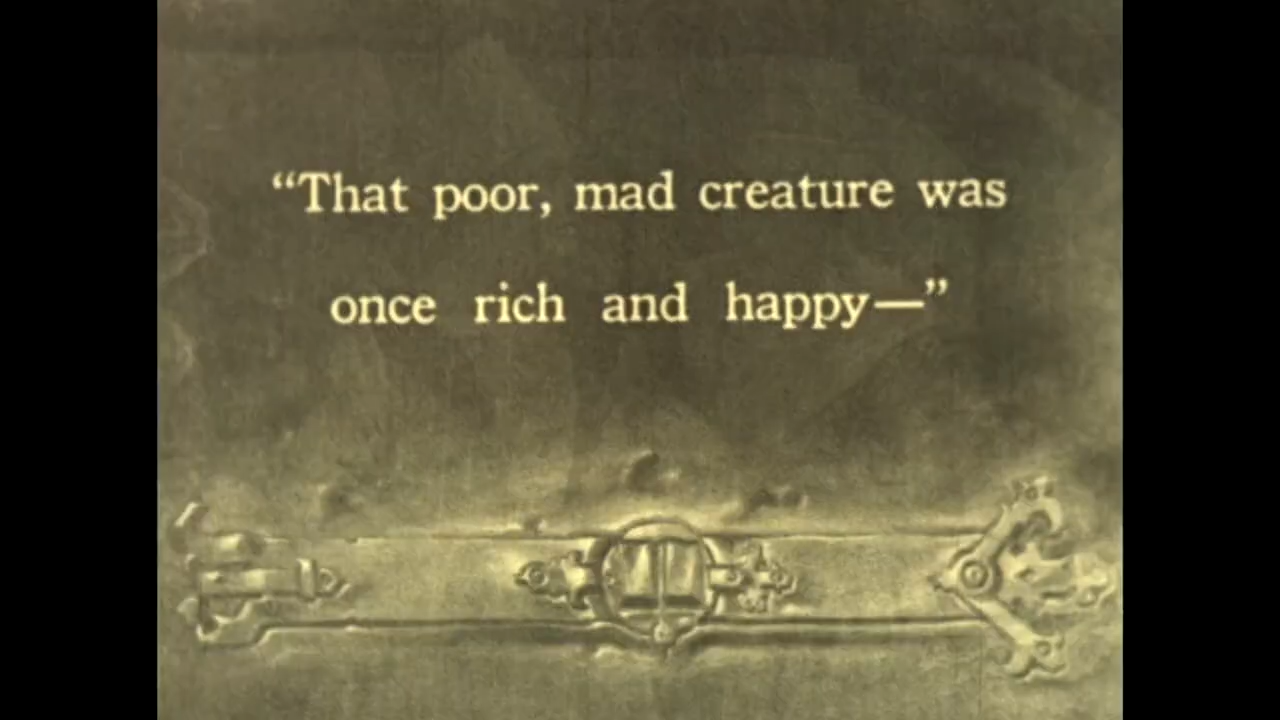 “That poor, mad creature was
once rich and happy—”